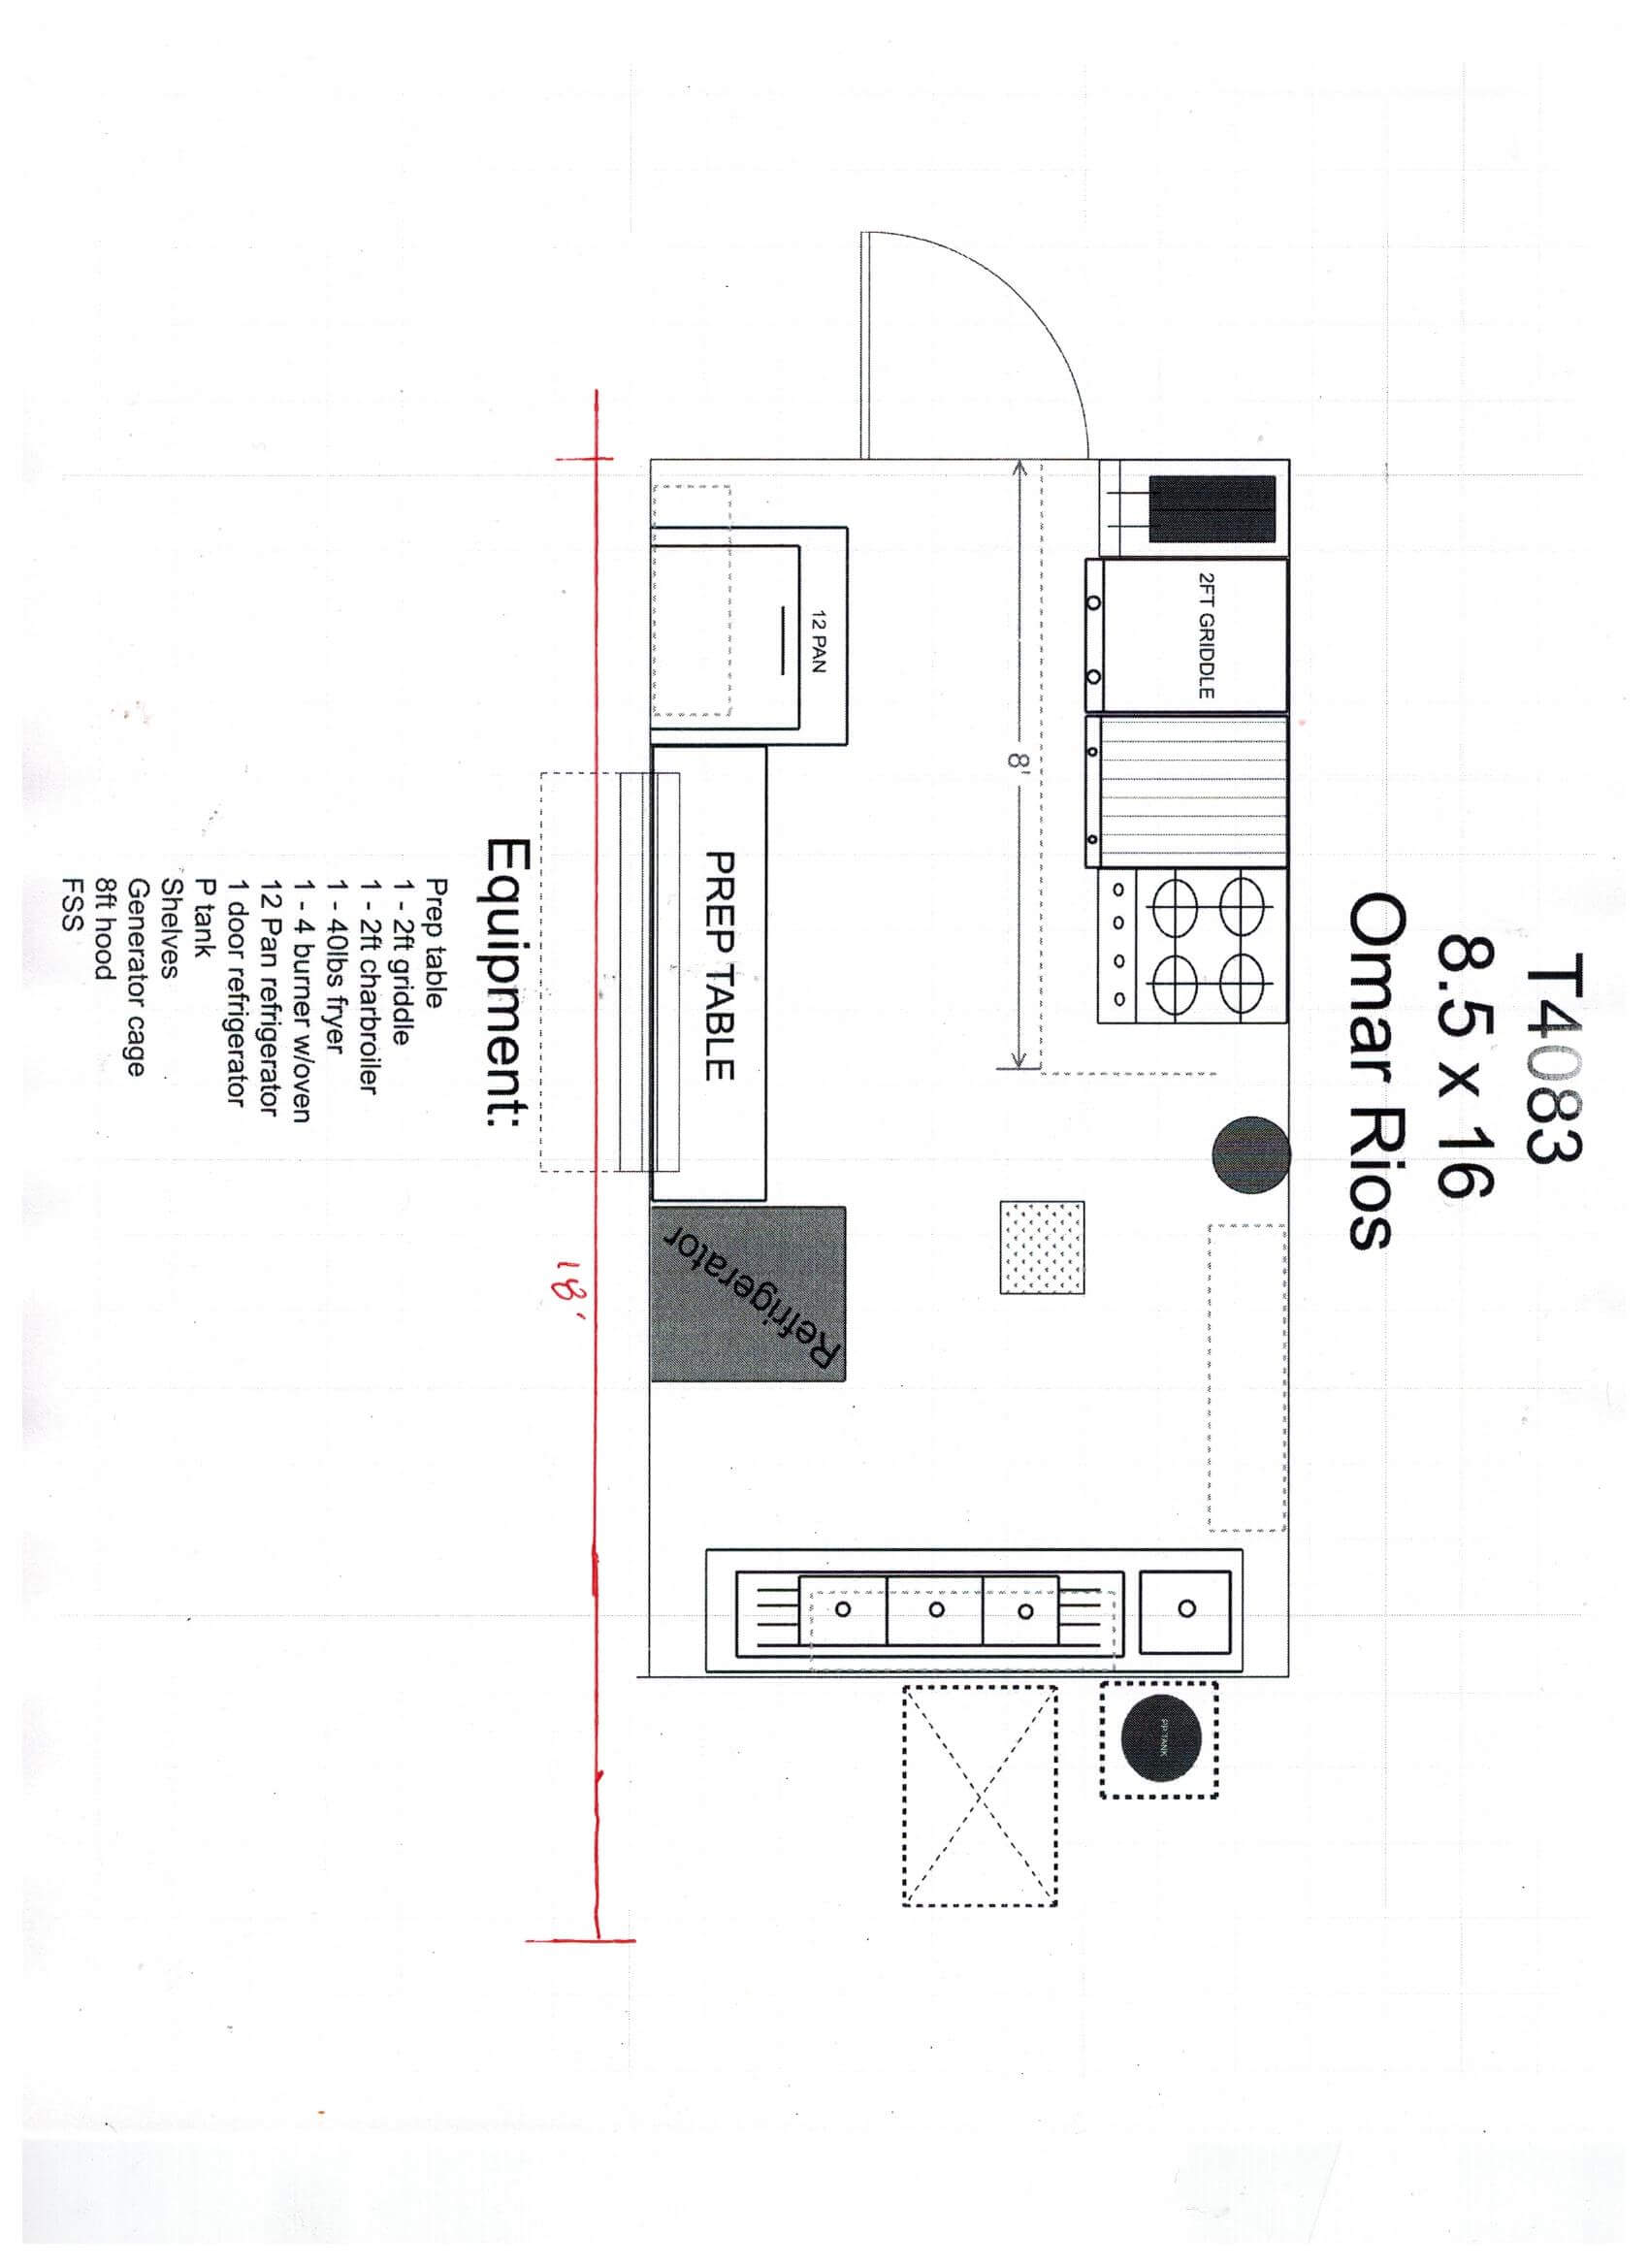 T4083
8.5 x 16
Omar Rios
2FT GRIDDLE
8'
12 PAN
PREP TABLE
Refrigerator
PP.TANK
18'
Equipment:
Prep table
1 - 2ft griddle
1 - 2ft charbroiler
1 - 40lbs fryer
1 - 4 burner w/oven
12 Pan refrigerator
1 door refrigerator
P tank
Shelves
Generator cage
8ft hood
FSS